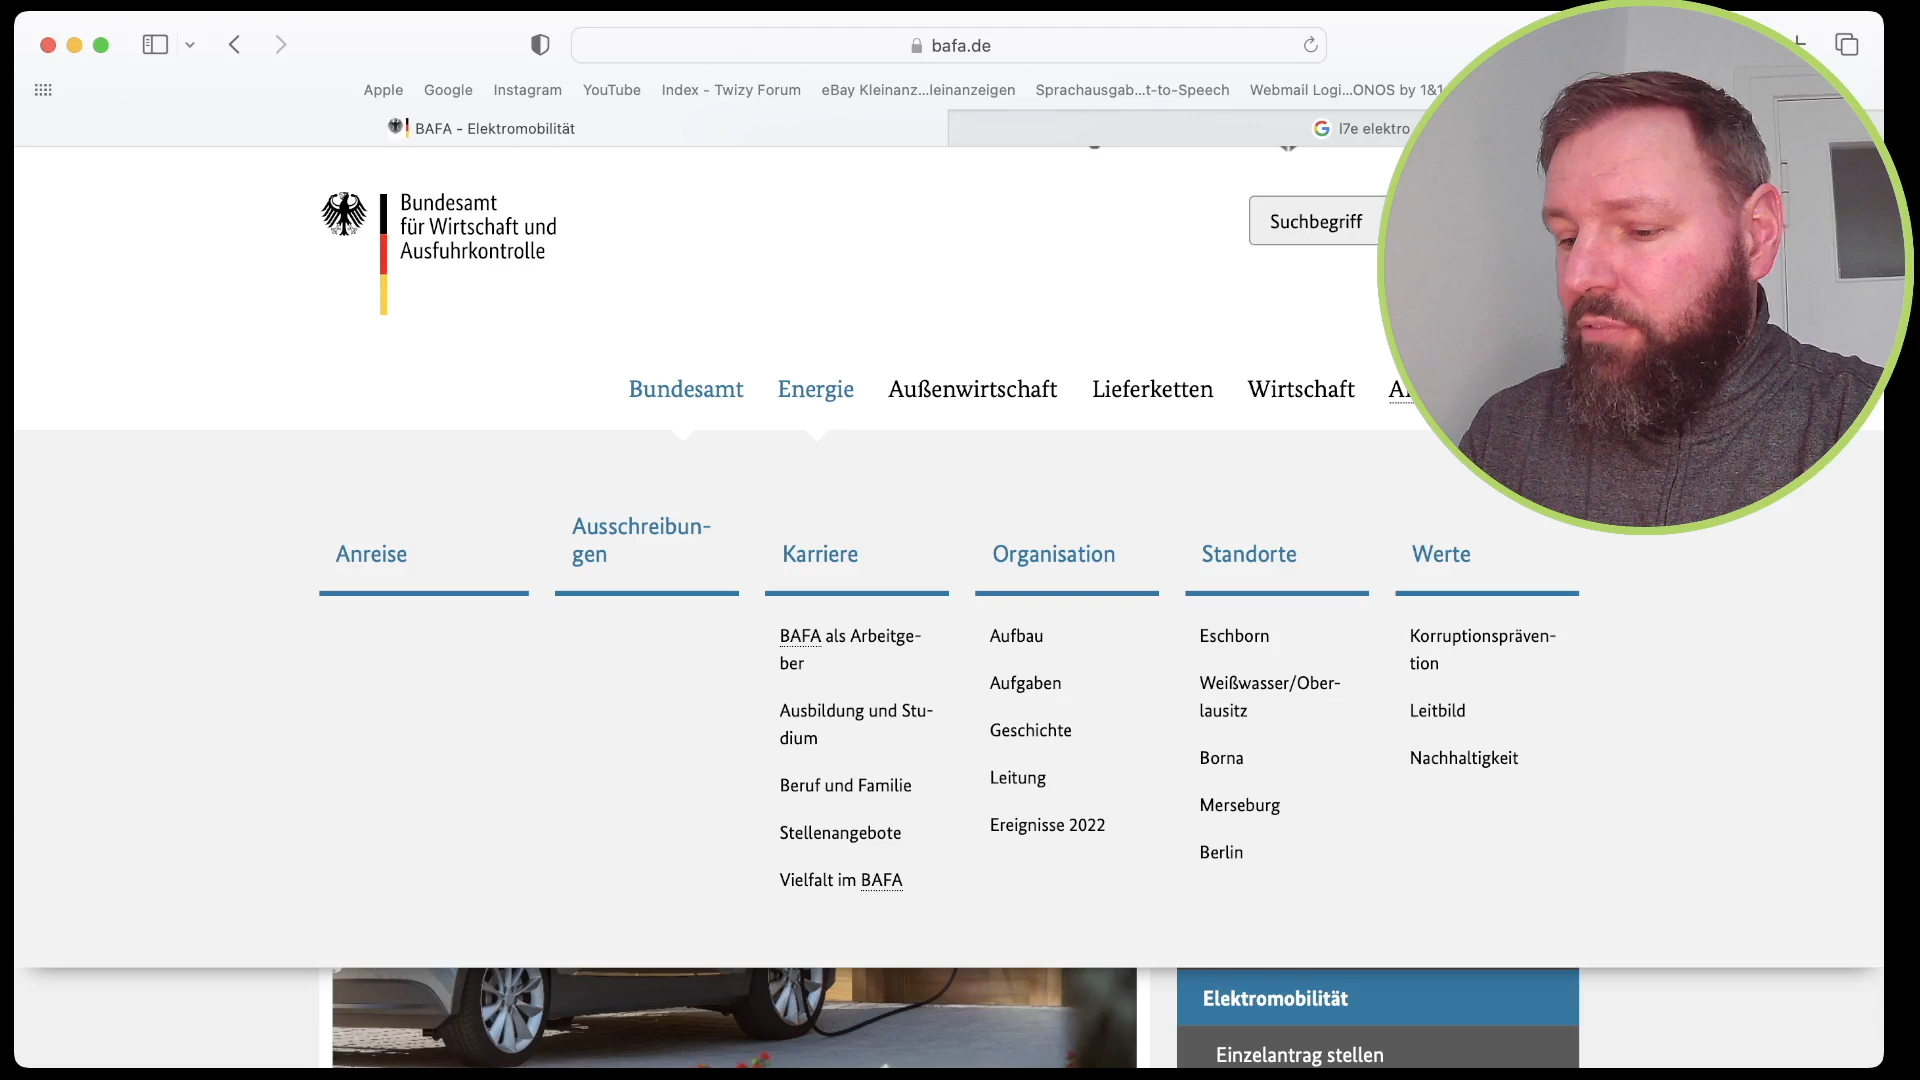 bafa.de
Apple
Google
Instagram
YouTube
Index - Twizy Forum
eBay Kleinanz...leinanzeigen
Sprachausgab...t-to-Speech
Webmail Logi...ONOS by 1&1
BAFA - Elektromobilität
l7e elektro
Bundesamt
für Wirtschaft und
Ausfuhrkontrolle
Suchbegriff
Bundesamt
Energie
Außenwirtschaft
Lieferketten
Wirtschaft
Anreise
Ausschreibun-
gen
Karriere
Organisation
Standorte
Werte
BAFA als Arbeitge-
ber
Ausbildung und Stu-
dium
Beruf und Familie
Stellenangebote
Vielfalt im BAFA
Aufbau
Aufgaben
Geschichte
Leitung
Ereignisse 2022
Eschborn
Weißwasser/Ober-
lausitz
Borna
Merseburg
Berlin
Korruptionspräven-
tion
Leitbild
Nachhaltigkeit
Elektromobilität
Einzelantrag stellen